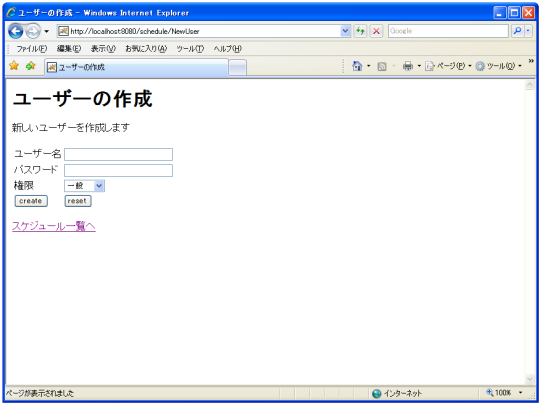 ユーザーの作成 - Windows Internet Explorer
http://localhost:8080/schedule/NewUser
Google
ファイル(F) 編集(E) 表示(V) お気に入り(A) ツール(T) ヘルプ(H)
ユーザーの作成
ページ(P) ツール(O)
ユーザーの作成
新しいユーザーを作成します
ユーザー名
パスワード
権限 一般
create reset
スケジュール一覧へ
ページが表示されました
インターネット
100%